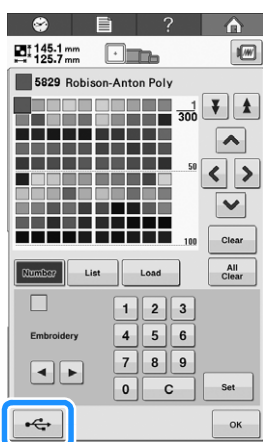 ?
145.1 mm
125.7 mm
5829 Robison-Anton Poly
1
300
50
100
Clear
Number List Load All Clear
Embroidery
1 2 3
4 5 6
7 8 9
0 C Set
OK